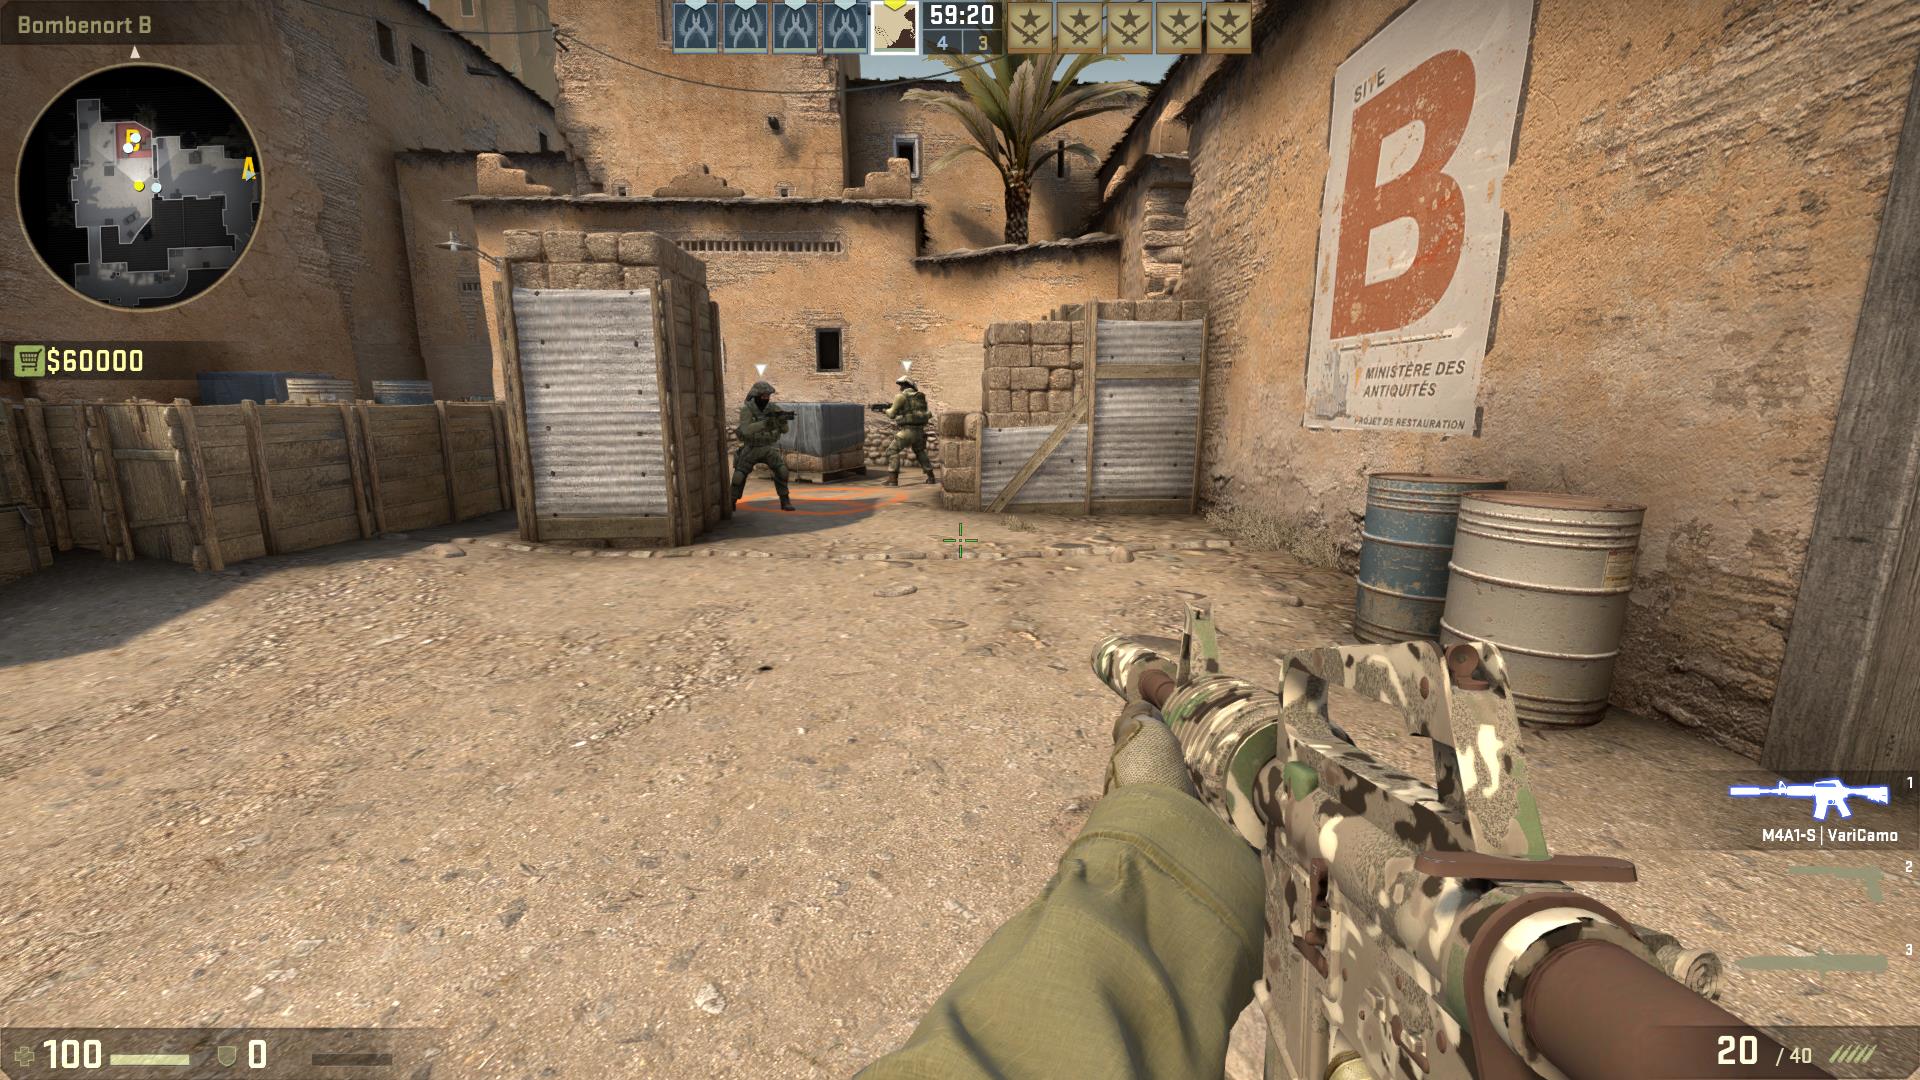 Bombenort B
59:20
4 3
B
A
$60000
SITE
B
MINISTÈRE DES
ANTIQUITÉS
PROJET DE RESTAURATION
1
M4A1-S | VariCamo
2
3
100
0
20 / 40